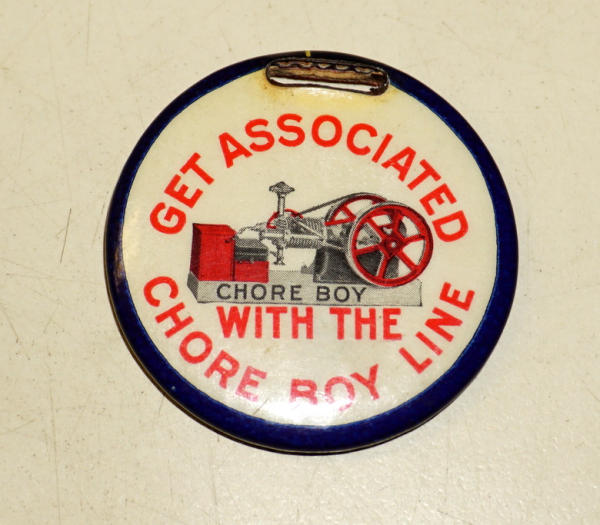 GET ASSOCIATED
CHORE BOY
WITH THE
CHORE BOY LINE